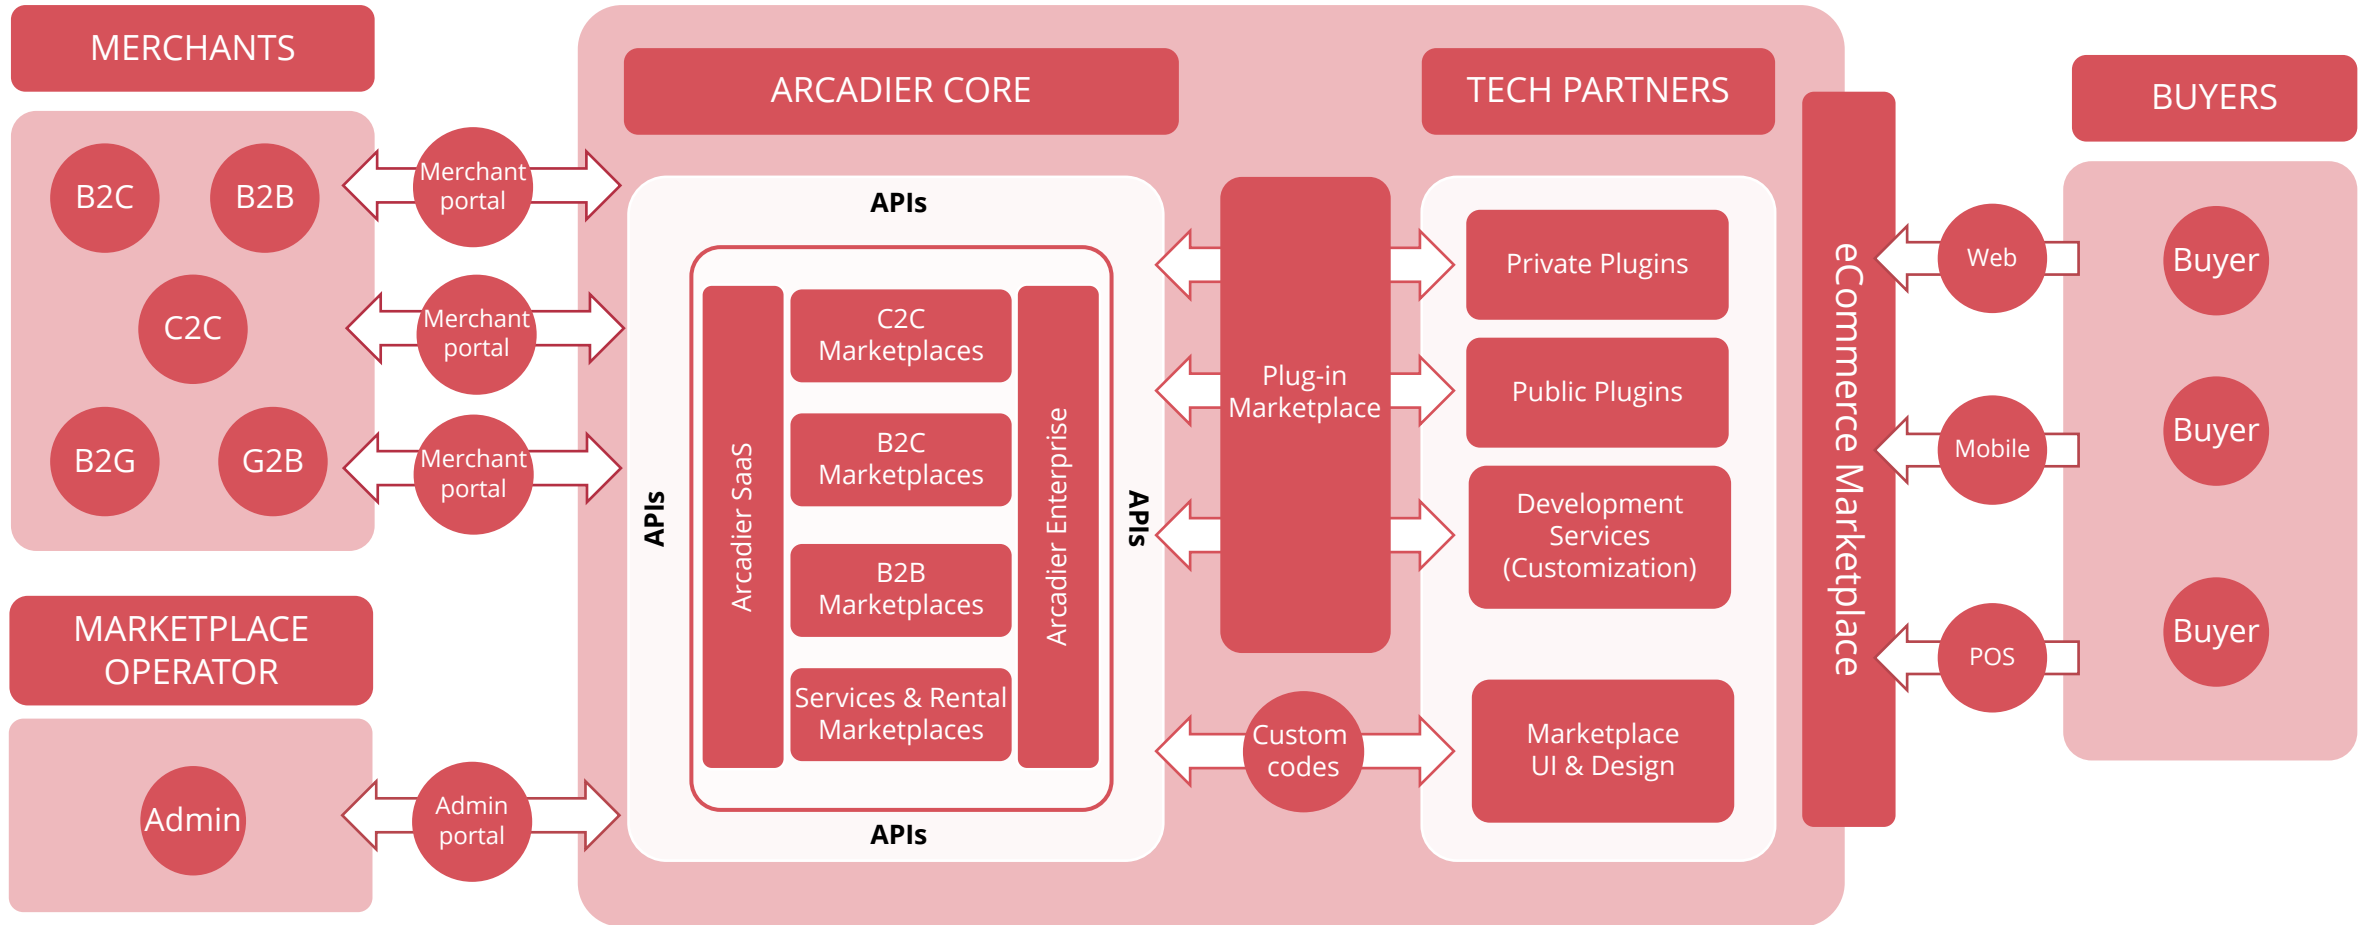 MERCHANTS
B2C
B2B
C2C
B2G
G2B
Merchant
portal
Merchant
portal
Merchant
portal
MARKETPLACE
OPERATOR
Admin
Admin
portal
ARCADIER CORE
APIs
APIs
Arcadier SaaS
C2C
Marketplaces
B2C
Marketplaces
B2B
Marketplaces
Services & Rental
Marketplaces
Arcadier Enterprise
APIs
APIs
Plug-in
Marketplace
Custom
codes
TECH PARTNERS
Private Plugins
Public Plugins
Development
Services
(Customization)
Marketplace
UI & Design
eCommerce Marketplace
Web
Mobile
POS
BUYERS
Buyer
Buyer
Buyer